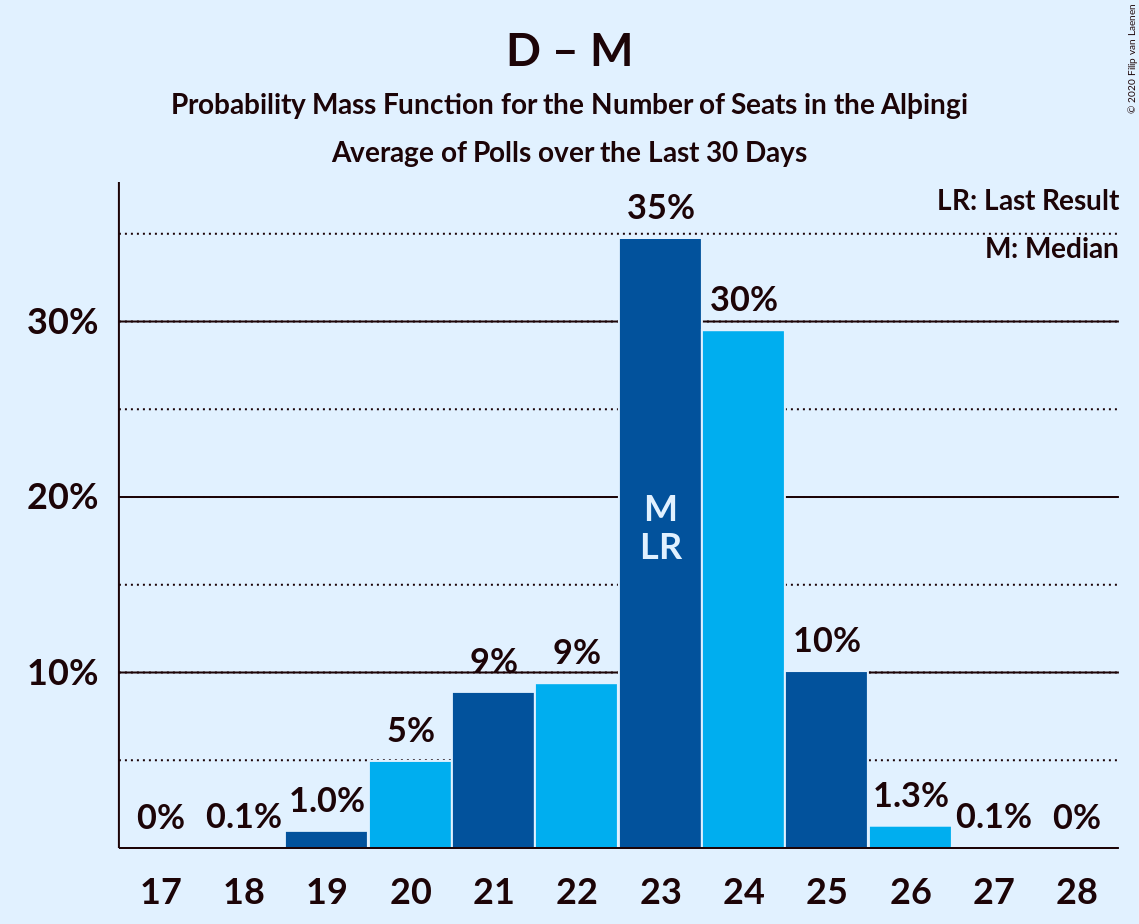 D – M
Probability Mass Function for the Number of Seats in the Alþingi
Average of Polls over the Last 30 Days
© 2020 Filip van Laenen
LR: Last Result
M: Median
35%
30%
30%
20%
M
LR
10%
9%
9%
10%
5%
0%
0.1%
1.0%
1.3%
0.1%
0%
17 18 19 20 21 22 23 24 25 26 27 28